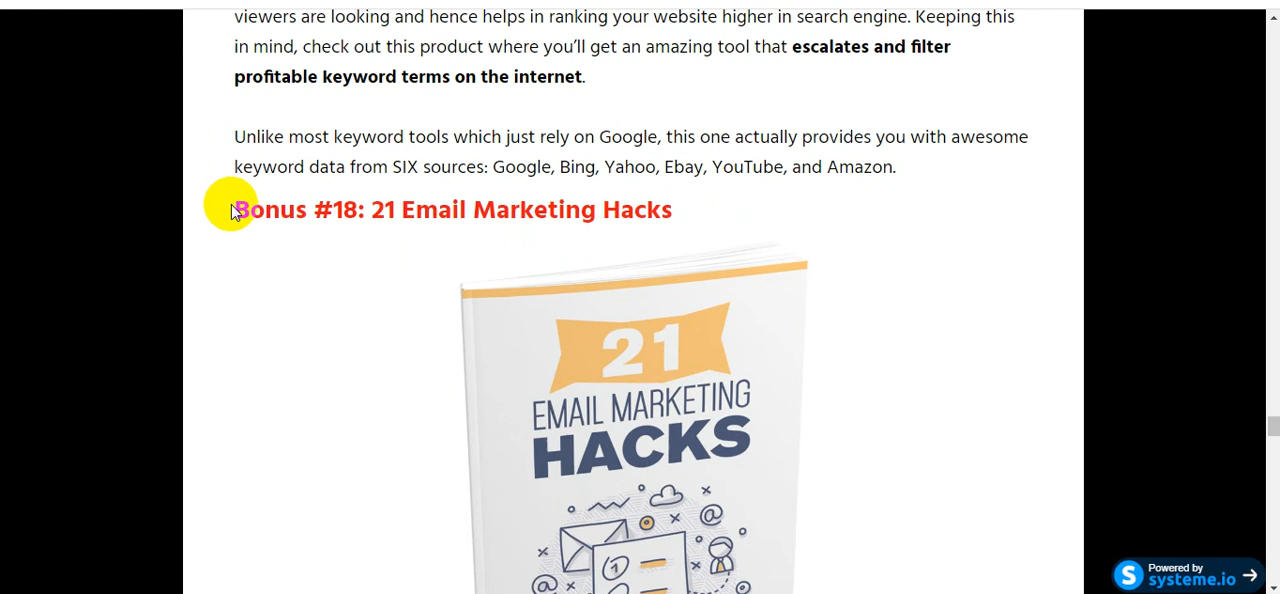 viewers are looking and hence helps in ranking your website higher in search engine. Keeping this
in mind, check out this product where you’ll get an amazing tool that escalates and filter
profitable keyword terms on the internet.
Unlike most keyword tools which just rely on Google, this one actually provides you with awesome
keyword data from SIX sources: Google, Bing, Yahoo, Ebay, YouTube, and Amazon.
Bonus #18: 21 Email Marketing Hacks
21
EMAIL MARKETING
HACKS
@
1
@
Powered by
S systeme.io